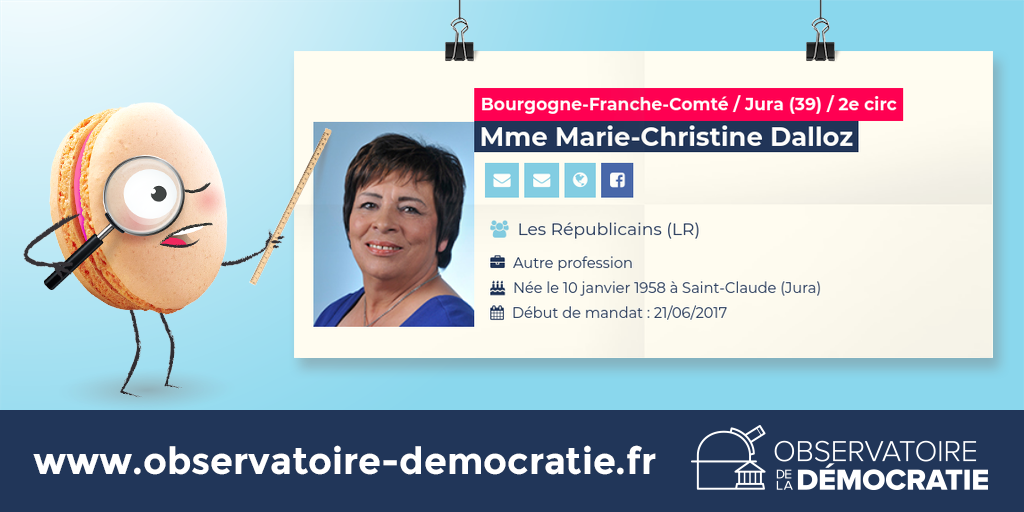 Bourgogne-Franche-Comté / Jura (39) / 2e circ
Mme Marie-Christine Dalloz
Les Républicains (LR)
Autre profession
Née le 10 janvier 1958 à Saint-Claude (Jura)
Début de mandat : 21/06/2017
www.observatoire-democratie.fr
OBSERVATOIRE
DE LA DÉMOCRATIE